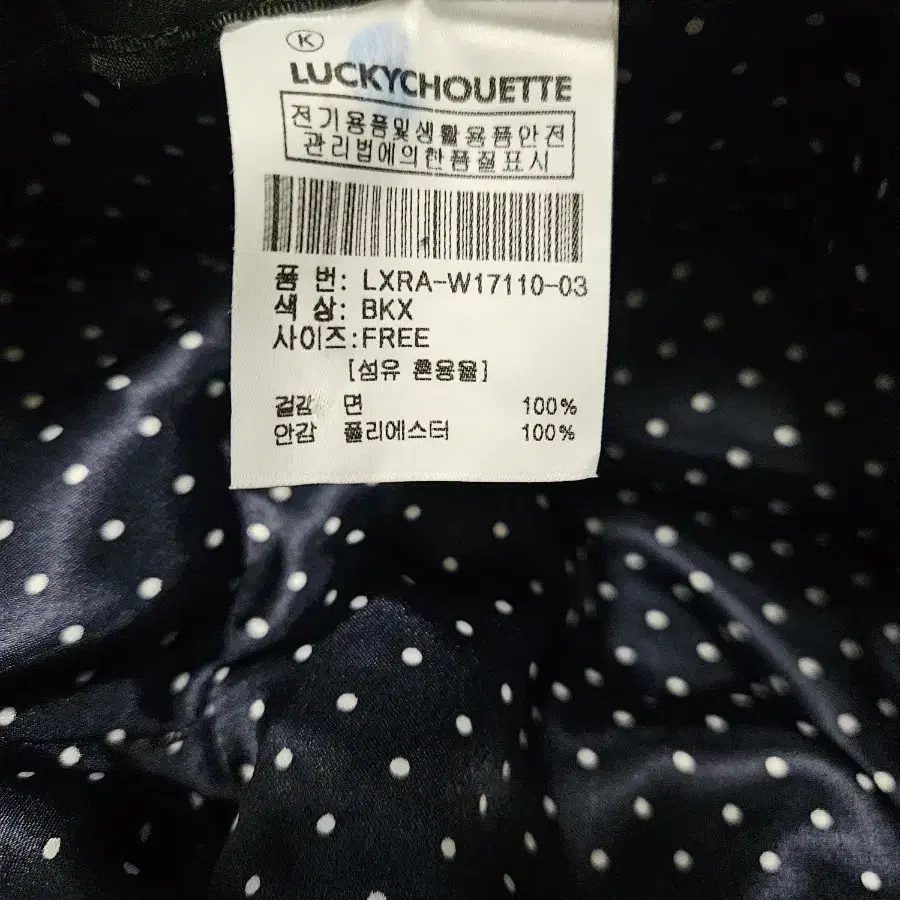 K
LUCKYCHOUETTE
전기용품및생활용품안전
관리법에의한품질표시
품 번: LXRA-W17110-03
색 상: BKX
사이즈:FREE
[섬유 혼용율]
겉감 면 100%
안감 폴리에스터 100%